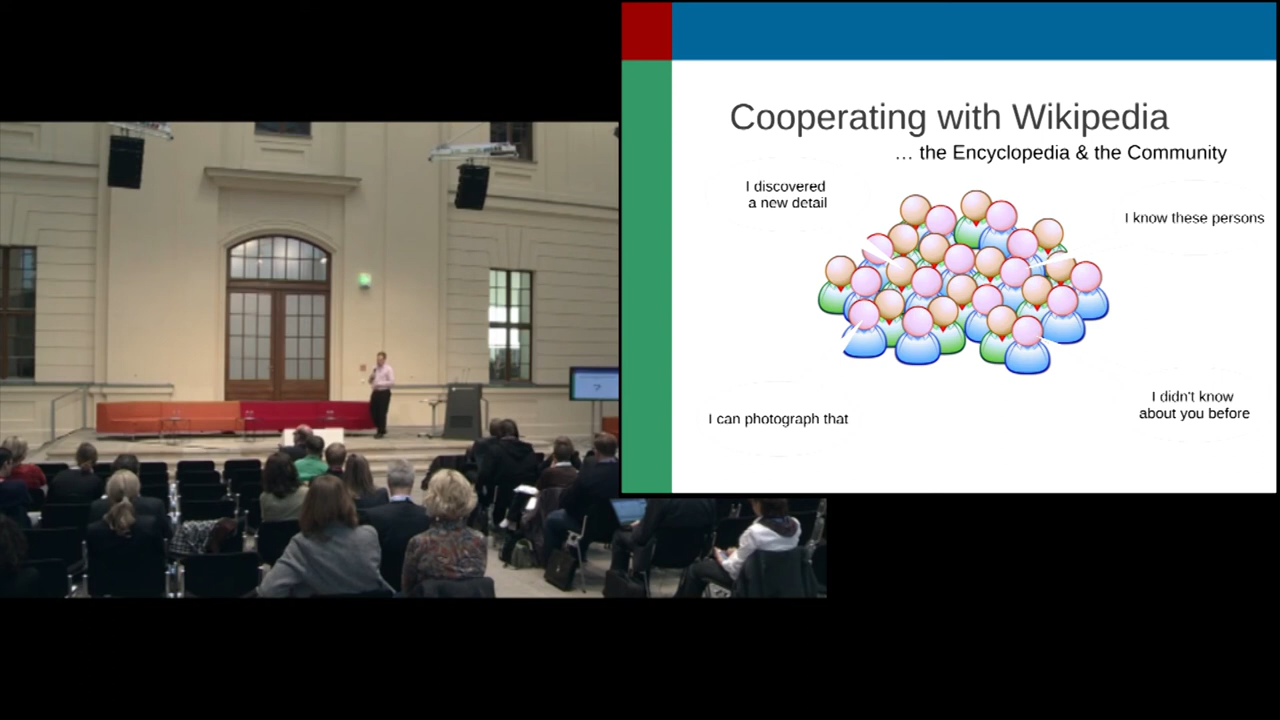 Cooperating with Wikipedia
… the Encyclopedia & the Community
I discovered
a new detail
I know these persons
I can photograph that
I didn't know
about you before